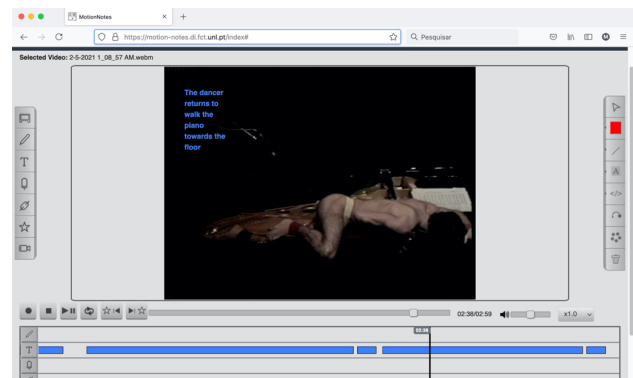 MotionNotes × +
https://motion-notes.di.fct.unl.pt/index#
Pesquisar
Selected Video: 2-5-2021 1_08_57 AM.webm
The dancer
returns to
walk the
piano
towards the
floor
T
A
</>
02:38/02:59
x1.0
02:38
T